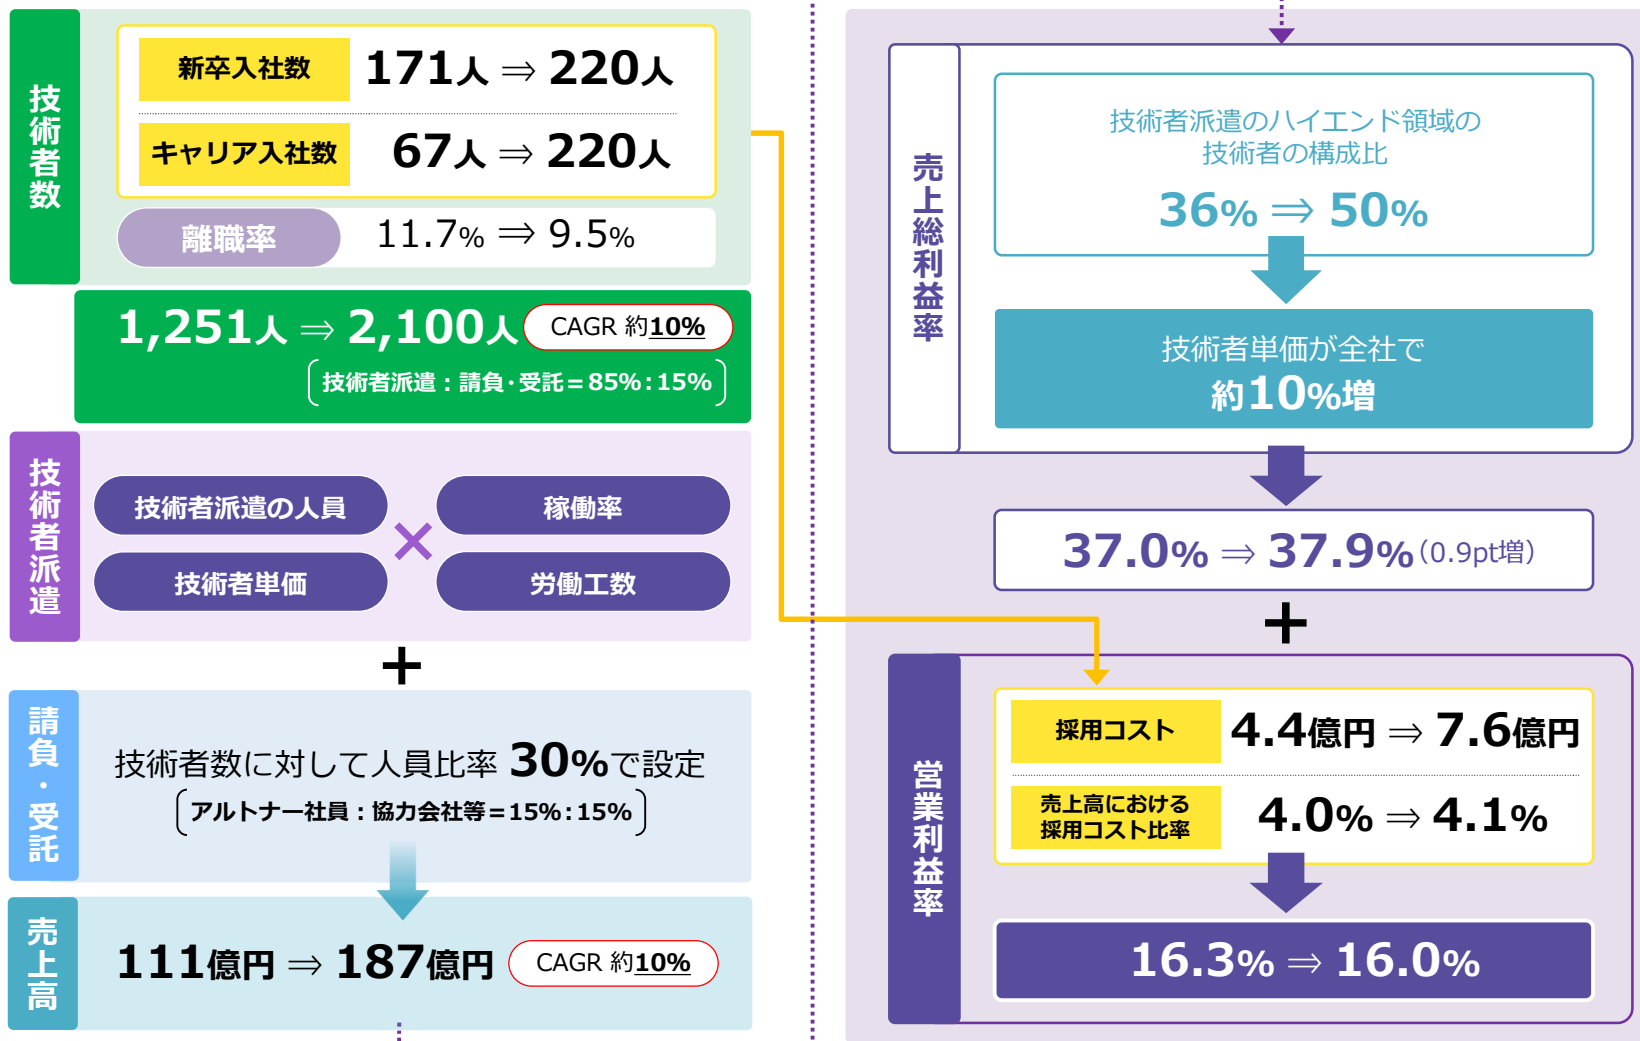 技術者数
新卒入社数 171人 ⇒ 220人
キャリア入社数 67人 ⇒ 220人
離職率 11.7% ⇒ 9.5%
1,251人 ⇒ 2,100人 CAGR 約10%
技術者派遣：請負・受託＝85%：15%
技術者派遣
技術者派遣の人員 × 稼働率
技術者単価 労働工数
+
請負・受託
技術者数に対して人員比率 30%で設定
アルトナー社員：協力会社等＝15%：15%
売上高
111億円 ⇒ 187億円 CAGR 約10%
売上総利益率
技術者派遣のハイエンド領域の
技術者の構成比
36% ⇒ 50%
技術者単価が全社で
約10%増
37.0% ⇒ 37.9%（0.9pt増）
+
営業利益率
採用コスト 4.4億円 ⇒ 7.6億円
売上高における
採用コスト比率 4.0% ⇒ 4.1%
16.3% ⇒ 16.0%